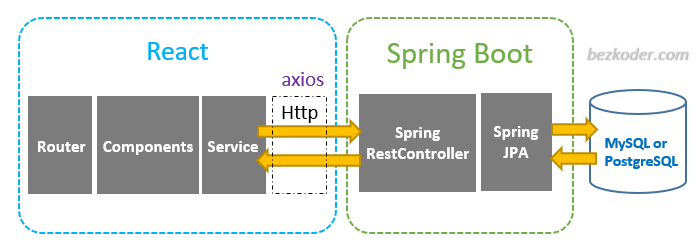 React
Spring Boot
bezkoder.com
axios
Http
Router
Components
Service
Spring
RestController
Spring
JPA
MySQL or
PostgreSQL